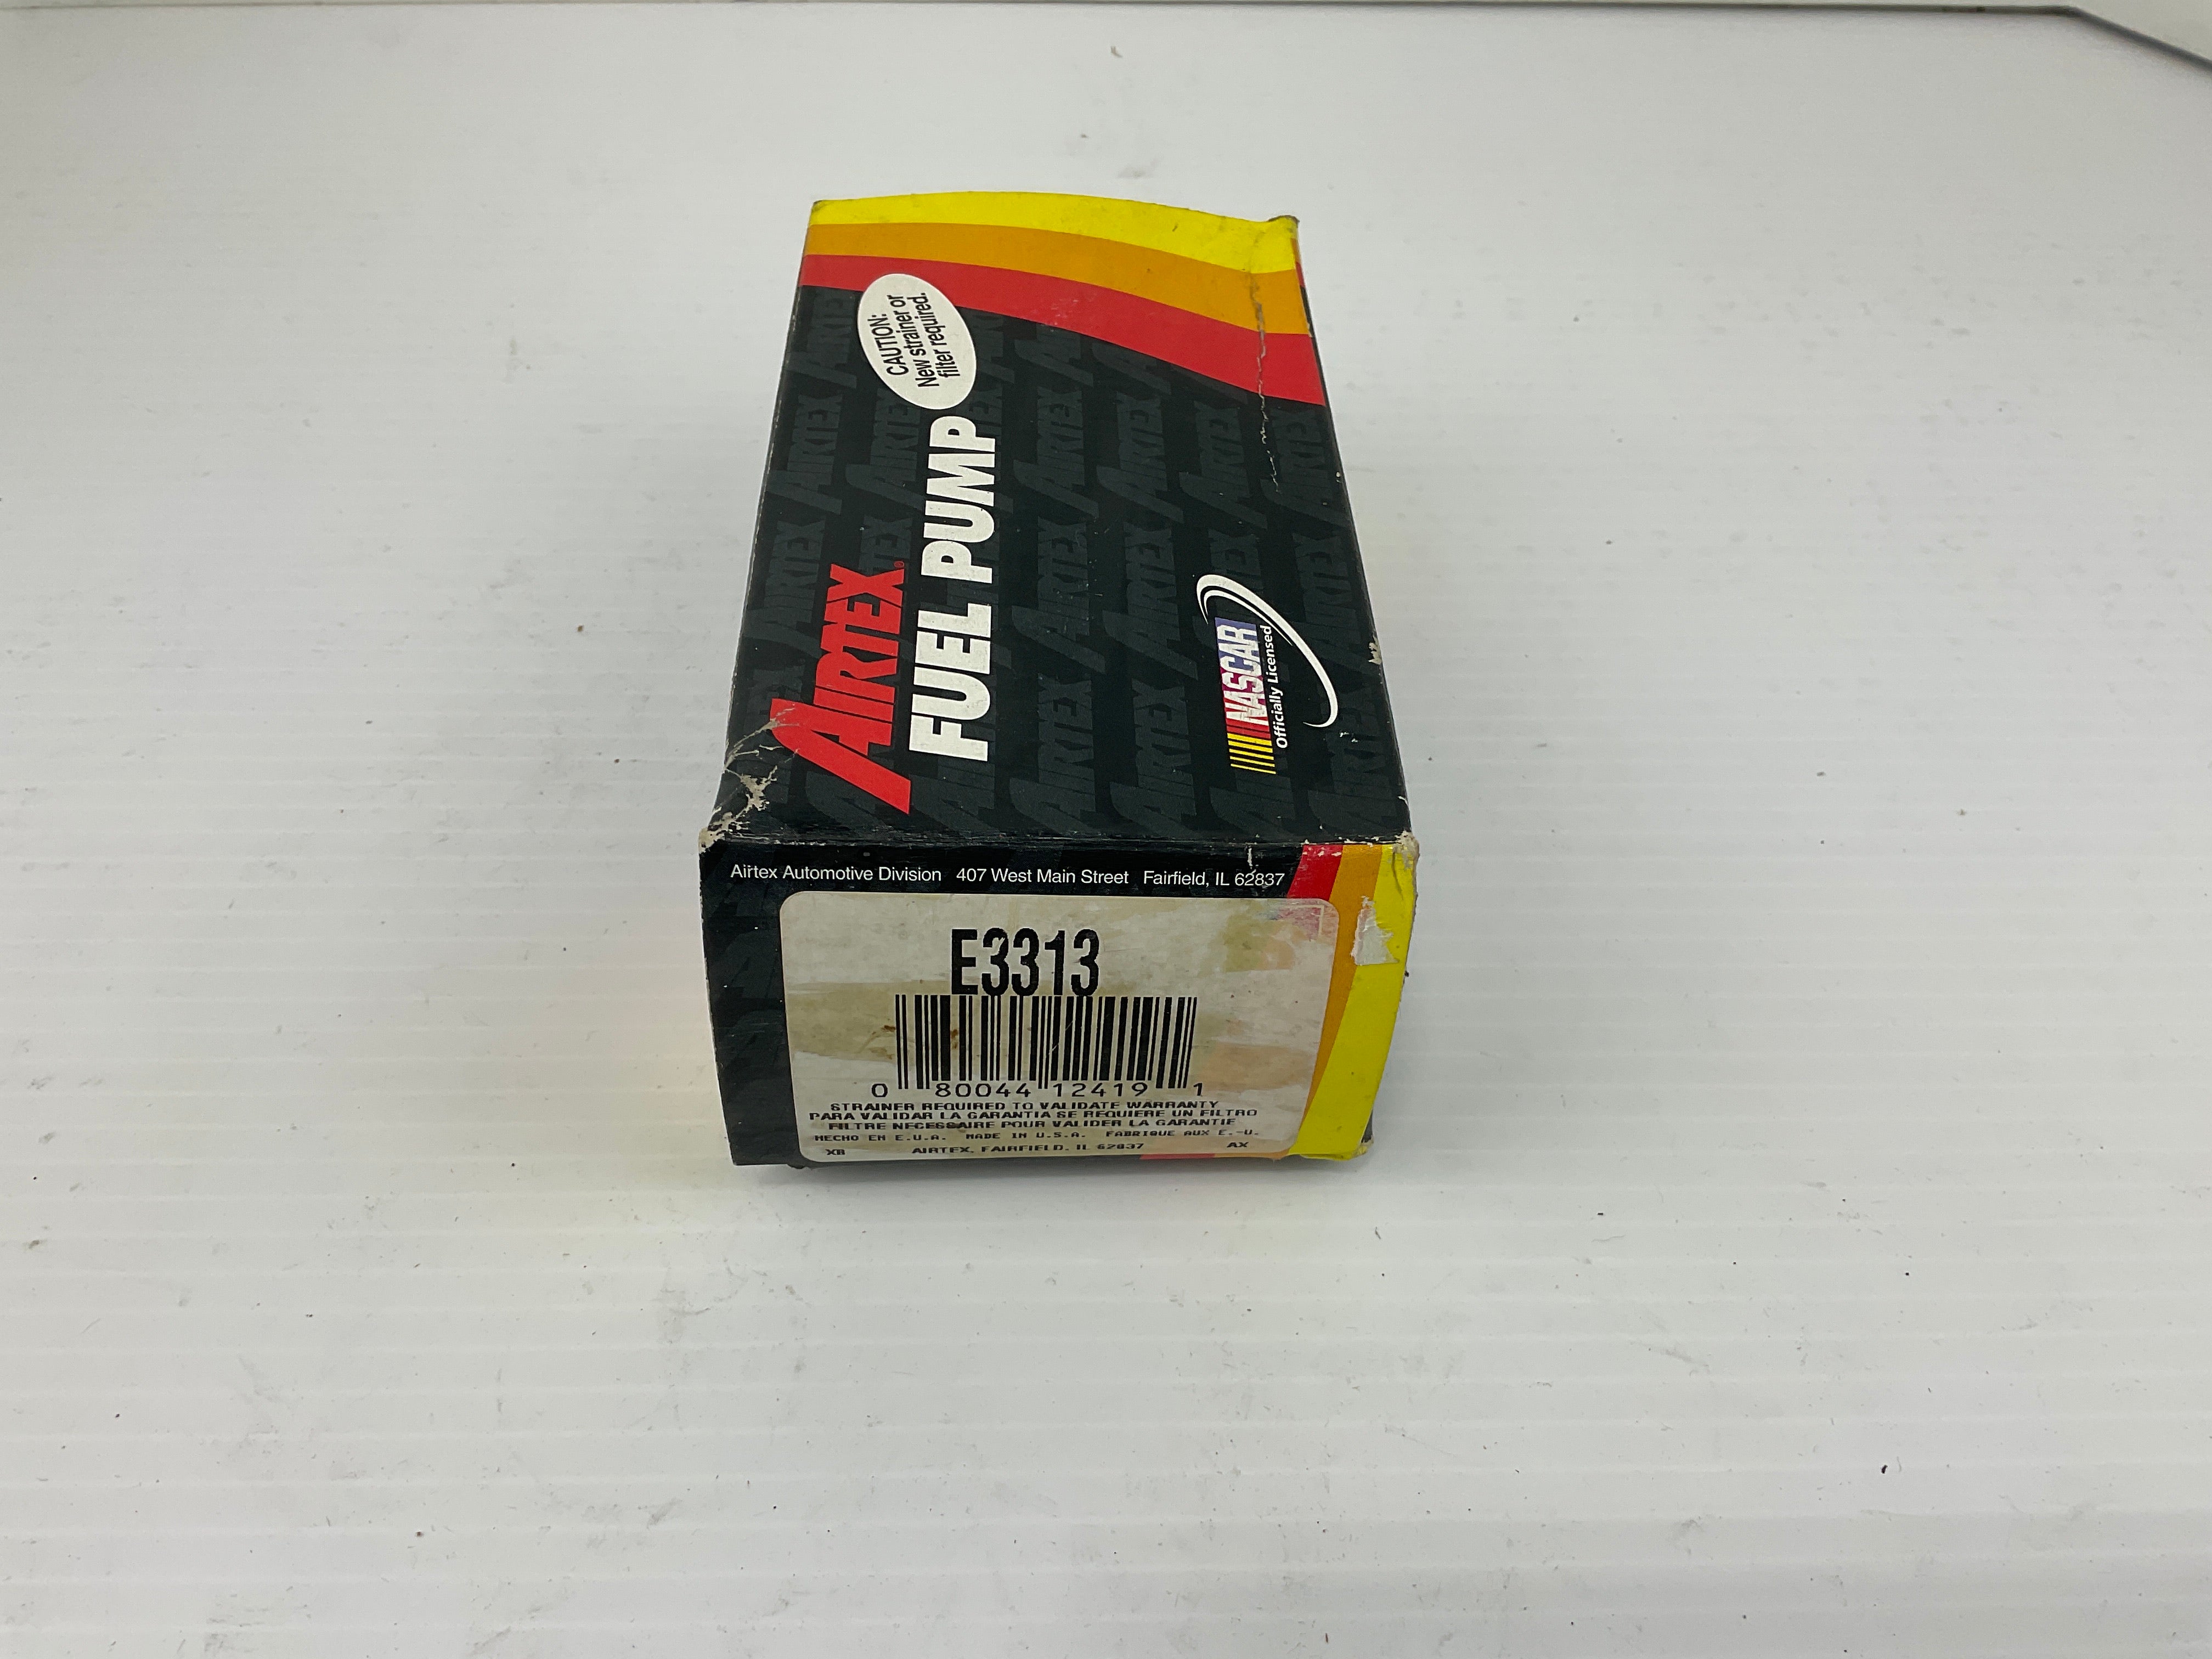 CAUTION:
New strainer or
filter required.
AIRTEX®
FUEL PUMP
NASCAR
Officially Licensed
Airtex Automotive Division 407 West Main Street Fairfield, IL 62837
E3313
0 80044 12419 1
STRAINER REQUIRED TO VALIDATE WARRANTY
PARA VALIDAR LA GARANTIA SE REQUIERE UN FILTRO
FILTRE NECESSAIRE POUR VALIDER LA GARANTIE
HECHO EN E.U.A. MADE IN U.S.A. FABRIQUE AUX E.-U.
XB AIRTEX, FAIRFIELD, IL 62837 AX